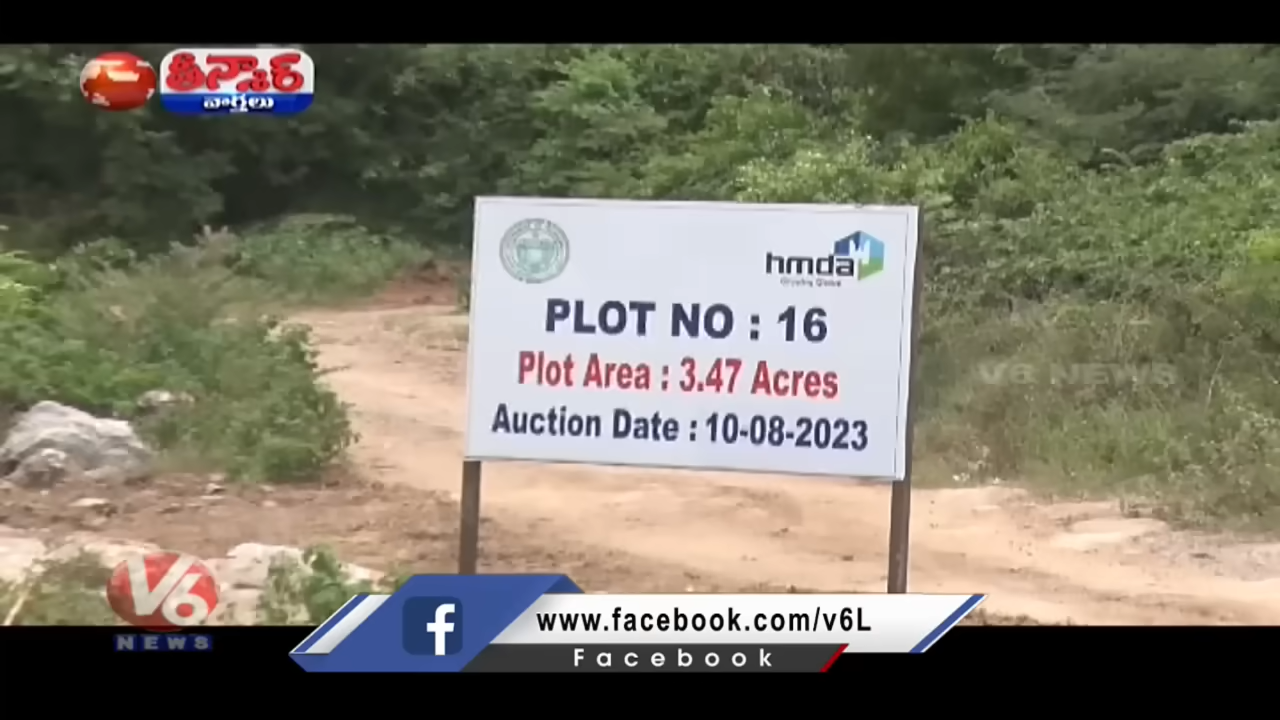 తీన్మార్
వార్తలు
hmda
PLOT NO : 16
Plot Area : 3.47 Acres
Auction Date : 10-08-2023
V6 NEWS
V6
NEWS
www.facebook.com/v6L
Facebook